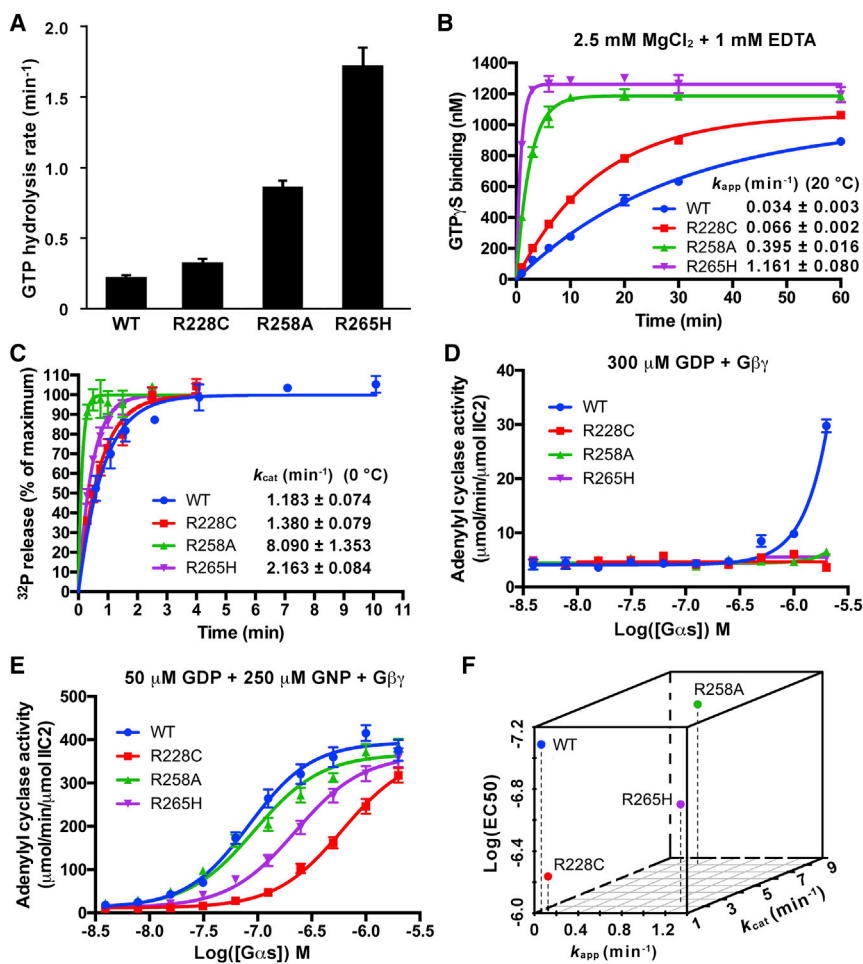 A
GTP hydrolysis rate (min⁻¹)
2.0
1.5
1.0
0.5
0
WT
R228C
R258A
R265H
B
2.5 mM MgCl₂ + 1 mM EDTA
GTPγS binding (nM)
1400
1200
1000
800
600
400
200
0
kapp (min⁻¹) (20 °C)
WT 0.034 ± 0.003
R228C 0.066 ± 0.002
R258A 0.395 ± 0.016
R265H 1.161 ± 0.080
0 10 20 30 40 50 60
Time (min)
C
³²P release (% of maximum)
110
100
90
80
70
60
50
40
30
20
10
0
kcat (min⁻¹) (0 °C)
WT 1.183 ± 0.074
R228C 1.380 ± 0.079
R258A 8.090 ± 1.353
R265H 2.163 ± 0.084
0 1 2 3 4 5 6 7 8 9 10 11
Time (min)
D
300 μM GDP + Gβγ
Adenylyl cyclase activity
(μmol/min/μmol IIC2)
40
30
20
10
0
WT
R228C
R258A
R265H
-8.5 -8.0 -7.5 -7.0 -6.5 -6.0 -5.5
Log([Gαs]) M
E
50 μM GDP + 250 μM GNP + Gβγ
Adenylyl cyclase activity
(μmol/min/μmol IIC2)
500
400
300
200
100
0
WT
R228C
R258A
R265H
-8.5 -8.0 -7.5 -7.0 -6.5 -6.0 -5.5
Log([Gαs]) M
F
Log(EC50)
-7.2
-6.8
-6.4
-6.0
WT
R258A
R265H
R228C
0 0.4 0.8 1.2
kapp (min⁻¹)
1 3 5 7 9
kcat (min⁻¹)